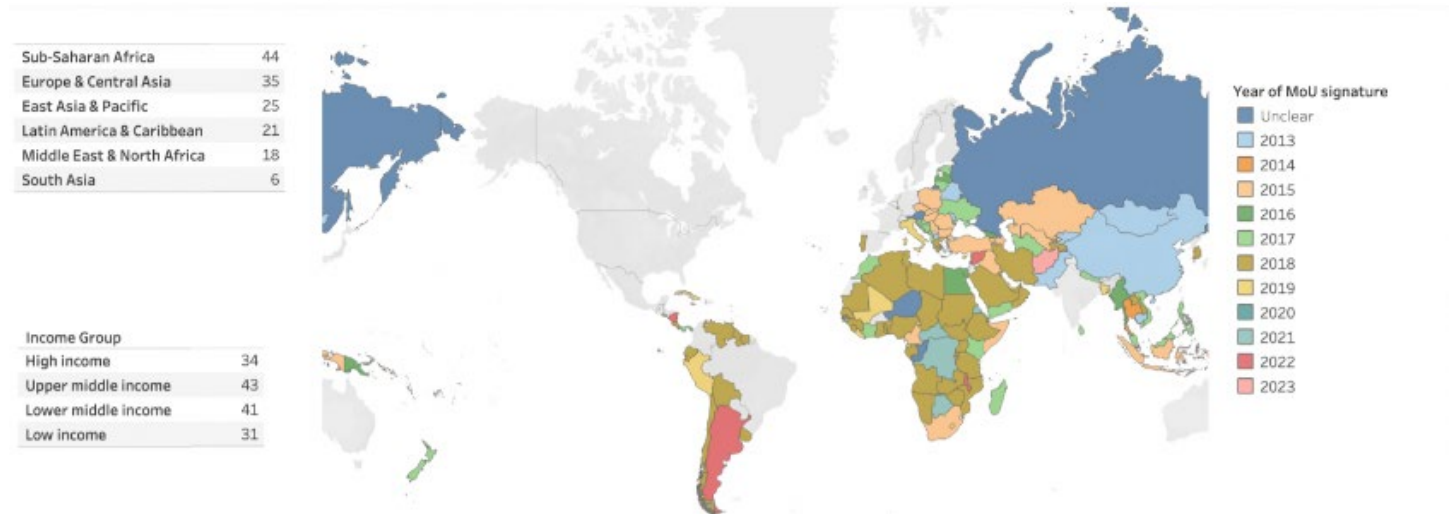 Sub-Saharan Africa 44
Europe & Central Asia 35
East Asia & Pacific 25
Latin America & Caribbean 21
Middle East & North Africa 18
South Asia 6
Income Group
High income 34
Upper middle income 43
Lower middle income 41
Low income 31
Year of MoU signature
Unclear
2013
2014
2015
2016
2017
2018
2019
2020
2021
2022
2023